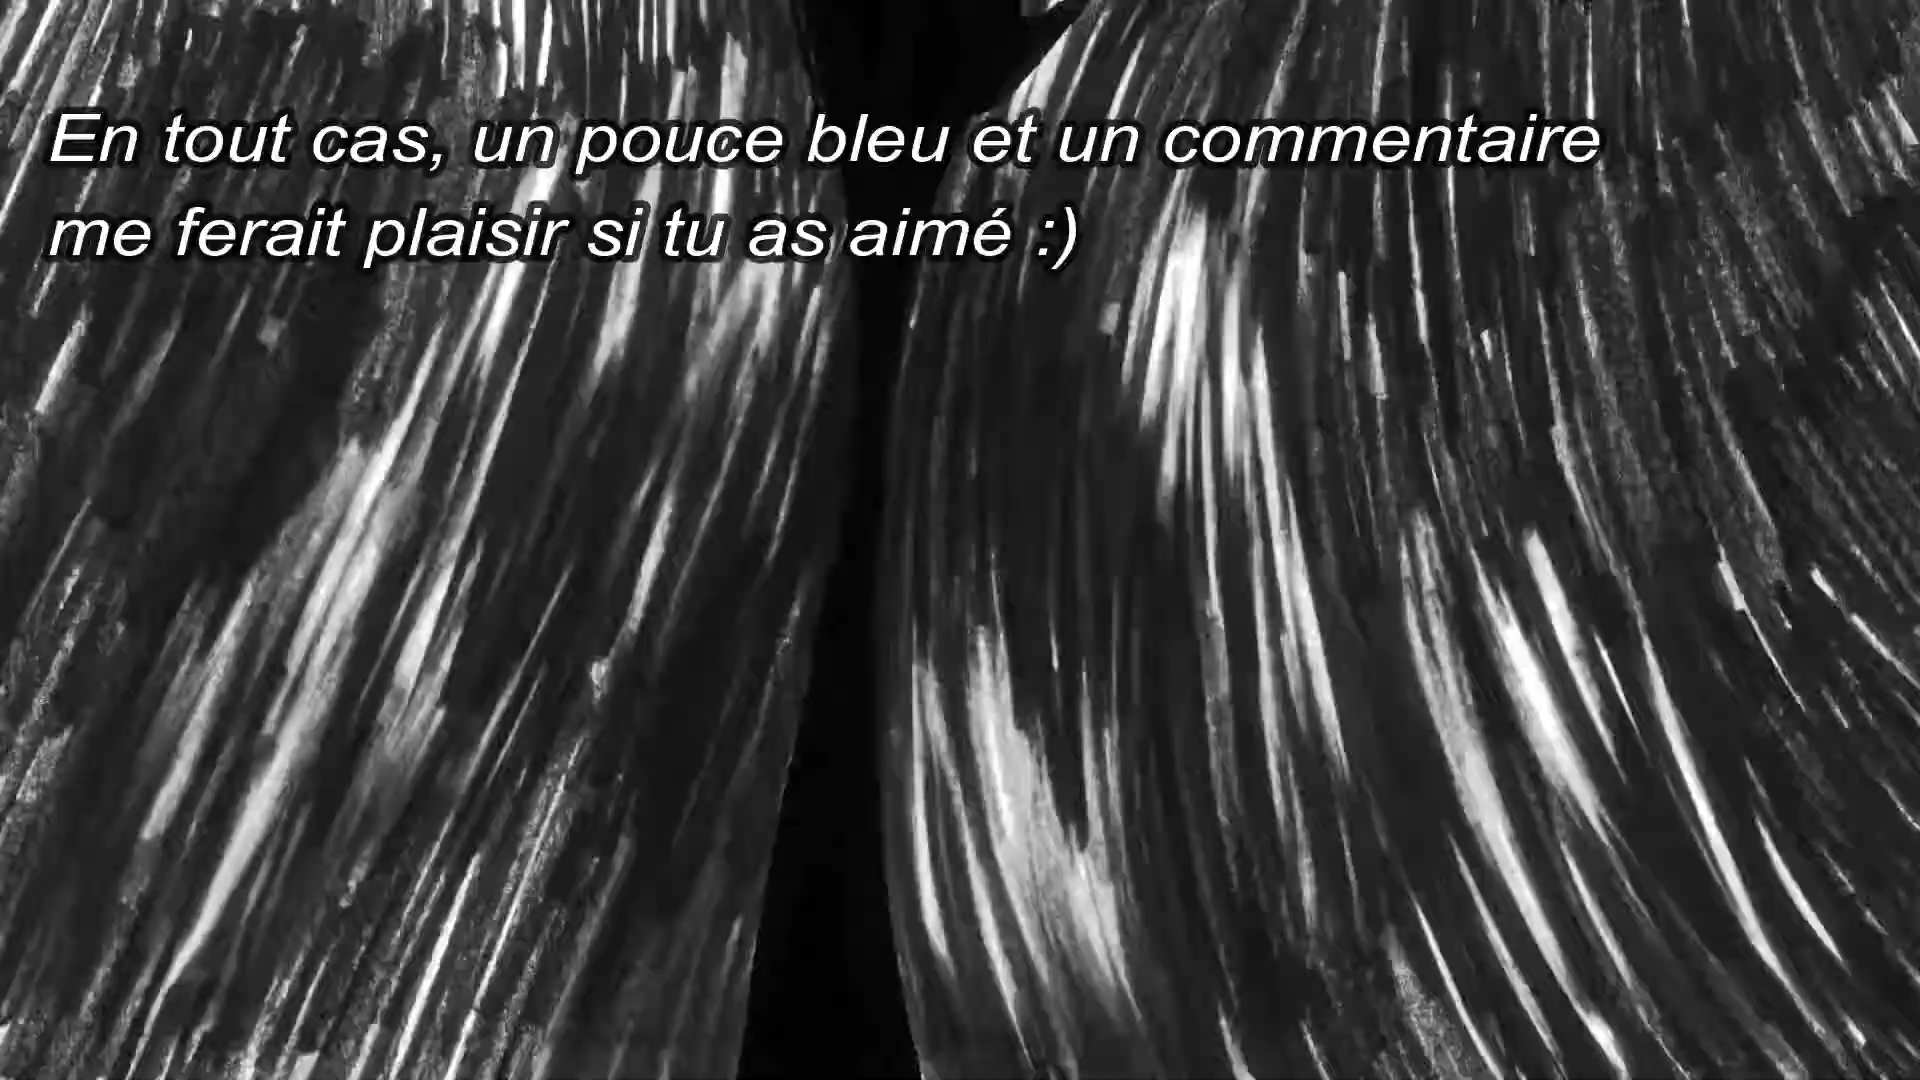 En tout cas, un pouce bleu et un commentaire
me ferait plaisir si tu as aimé :)